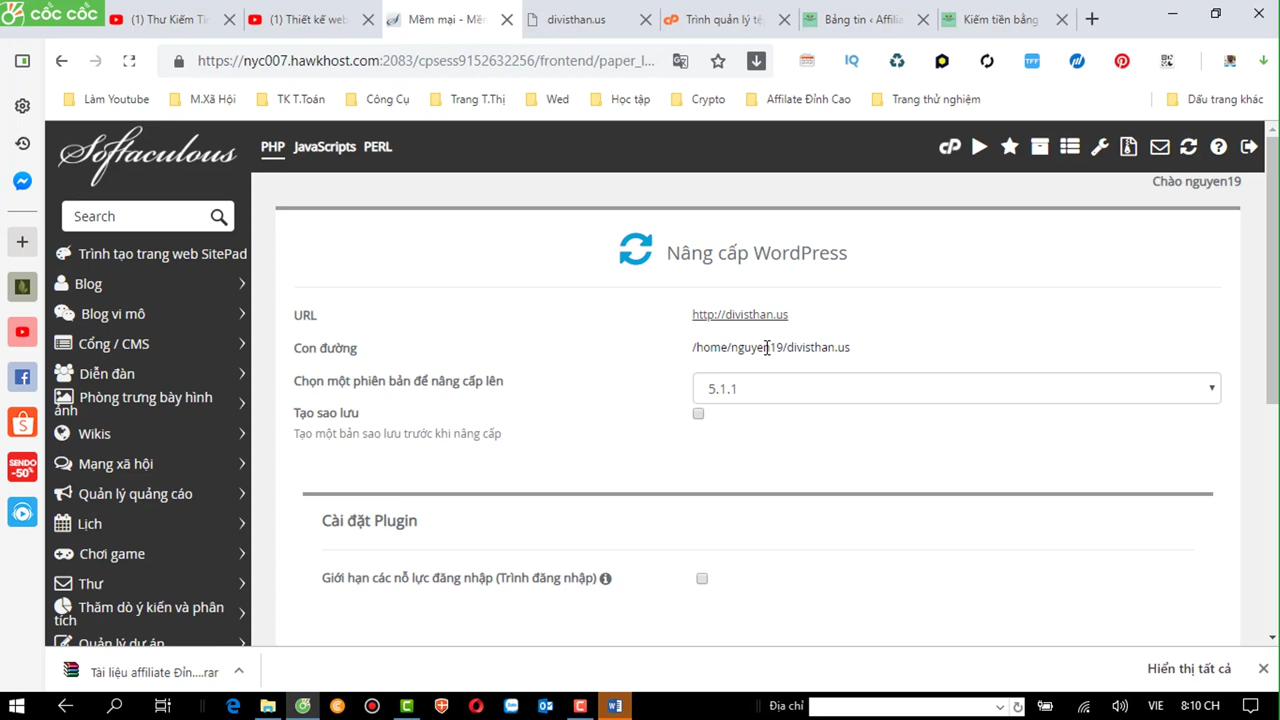 CỐC CỐC
(1) Thư Kiếm Tì
(1) Thiết kế web
Mềm mại - Mền
divisthan.us
Trình quản lý tệ
Bảng tin ‹ Affilia
Kiếm tiền bằng
https://nyc007.hawkhost.com:2083/cpsess9152632256/frontend/paper_l...
IQ
TFF
Làm Youtube
M.Xã Hội
TK T.Toán
Công Cụ
Trang T.Thị
Wed
Học tập
Crypto
Affilate Đỉnh Cao
Trang thử nghiệm
Dấu trang khác
Softaculous
PHP JavaScripts PERL
Chào nguyen19
Search
Trình tạo trang web SitePad
Blog
Blog vi mô
Cổng / CMS
Diễn đàn
Phòng trưng bày hình
ảnh
Wikis
Mạng xã hội
Quản lý quảng cáo
Lịch
Chơi game
Thư
Thăm dò ý kiến và phân
tích
Quản lý dự án
SENDO
-50%
Nâng cấp WordPress
URL
http://divisthan.us
Con đường
/home/nguyen19/divisthan.us
Chọn một phiên bản để nâng cấp lên
5.1.1
Tạo sao lưu
Tạo một bản sao lưu trước khi nâng cấp
Cài đặt Plugin
Giới hạn các nỗ lực đăng nhập (Trình đăng nhập)
Tài liệu affiliate Đỉn....rar
Hiển thị tất cả
Địa chỉ
VIE
8:10 CH